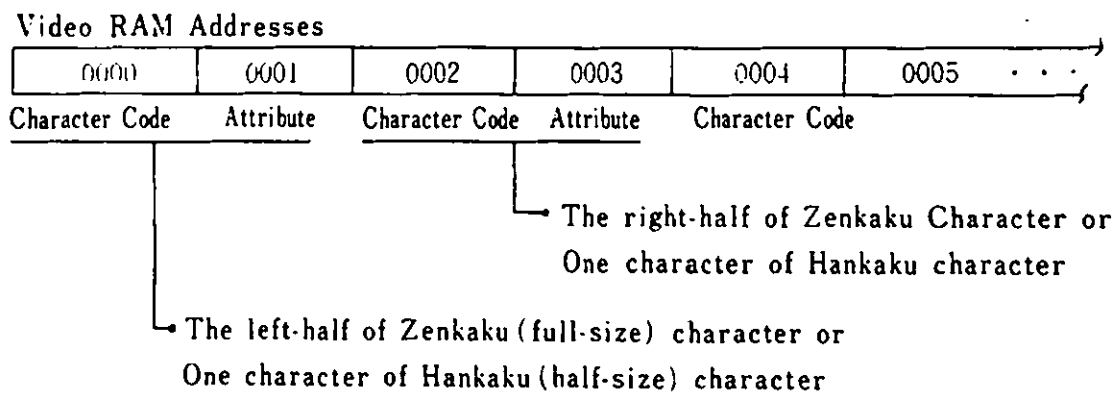 Video RAM Addresses
0000 0001 0002 0003 0004 0005 · · ·
Character Code Attribute Character Code Attribute Character Code
The right-half of Zenkaku Character or
One character of Hankaku character
The left-half of Zenkaku (full-size) character or
One character of Hankaku (half-size) character